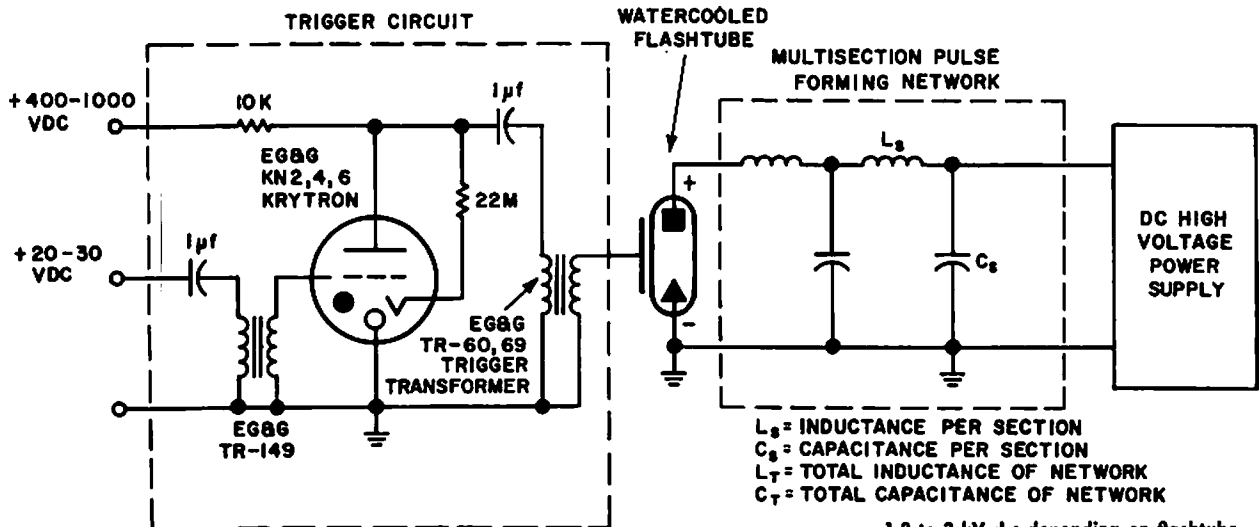 TRIGGER CIRCUIT
WATERCOOLED
FLASHTUBE
MULTISECTION PULSE
FORMING NETWORK
+400-1000
VDC
10K
1μf
EG&G
KN2,4,6
KRYTRON
22M
+20-30
VDC
1μf
EG&G
TR-149
EG&G
TR-60,69
TRIGGER
TRANSFORMER
+
-
Ls
Cs
DC HIGH
VOLTAGE
POWER
SUPPLY
Ls = INDUCTANCE PER SECTION
Cs = CAPACITANCE PER SECTION
LT = TOTAL INDUCTANCE OF NETWORK
CT = TOTAL CAPACITANCE OF NETWORK